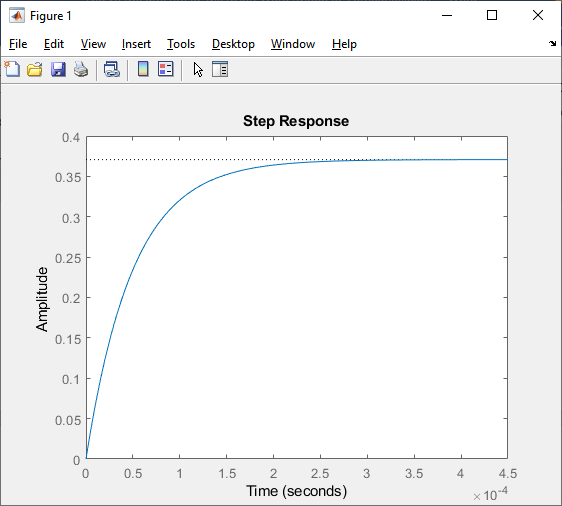 Figure 1
File Edit View Insert Tools Desktop Window Help
Step Response
0.4
0.35
0.3
0.25
0.2
0.15
0.1
0.05
0
Amplitude
0 0.5 1 1.5 2 2.5 3 3.5 4 4.5
Time (seconds)
×10⁻⁴